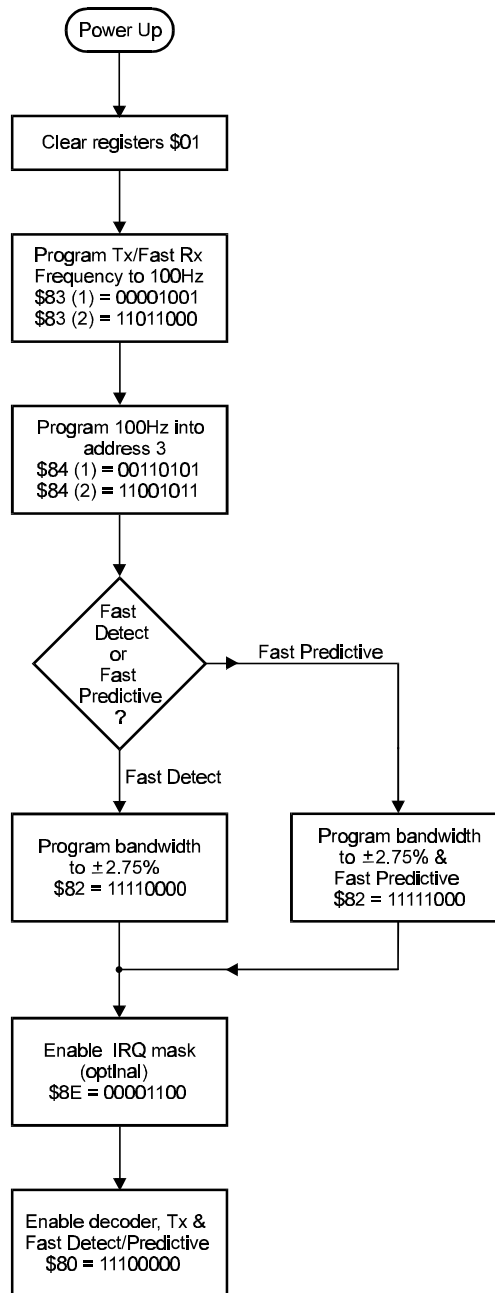 Power Up
Clear registers $01
Program Tx/Fast Rx
Frequency to 100Hz
$83 (1) = 00001001
$83 (2) = 11011000
Program 100Hz into
address 3
$84 (1) = 00110101
$84 (2) = 11001011
Fast
Detect
or
Fast
Predictive
?
Fast Predictive
Fast Detect
Program bandwidth
to ±2.75%
$82 = 11110000
Program bandwidth
to ±2.75% &
Fast Predictive
$82 = 11111000
Enable IRQ mask
(optinal)
$8E = 00001100
Enable decoder, Tx &
Fast Detect/Predictive
$80 = 11100000